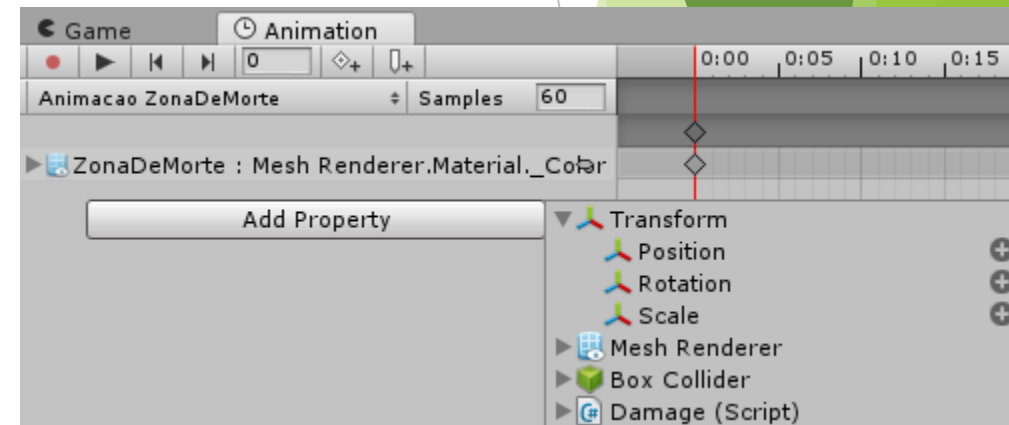 Game Animation
0 0:00 0:05 0:10 0:15
Animacao ZonaDeMorte Samples 60
ZonaDeMorte : Mesh Renderer.Material._Color
Add Property Transform
Position
Rotation
Scale
Mesh Renderer
Box Collider
Damage (Script)